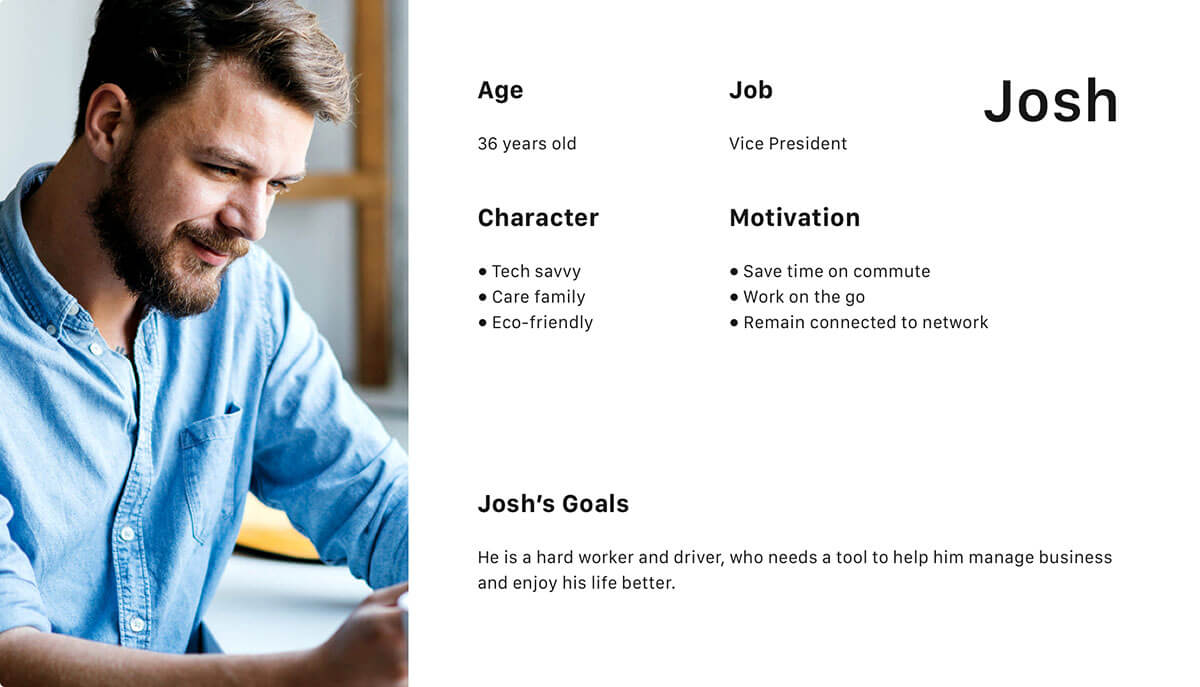 Josh
Age
36 years old
Job
Vice President
Character
● Tech savvy
● Care family
● Eco-friendly
Motivation
● Save time on commute
● Work on the go
● Remain connected to network
Josh’s Goals
He is a hard worker and driver, who needs a tool to help him manage business
and enjoy his life better.